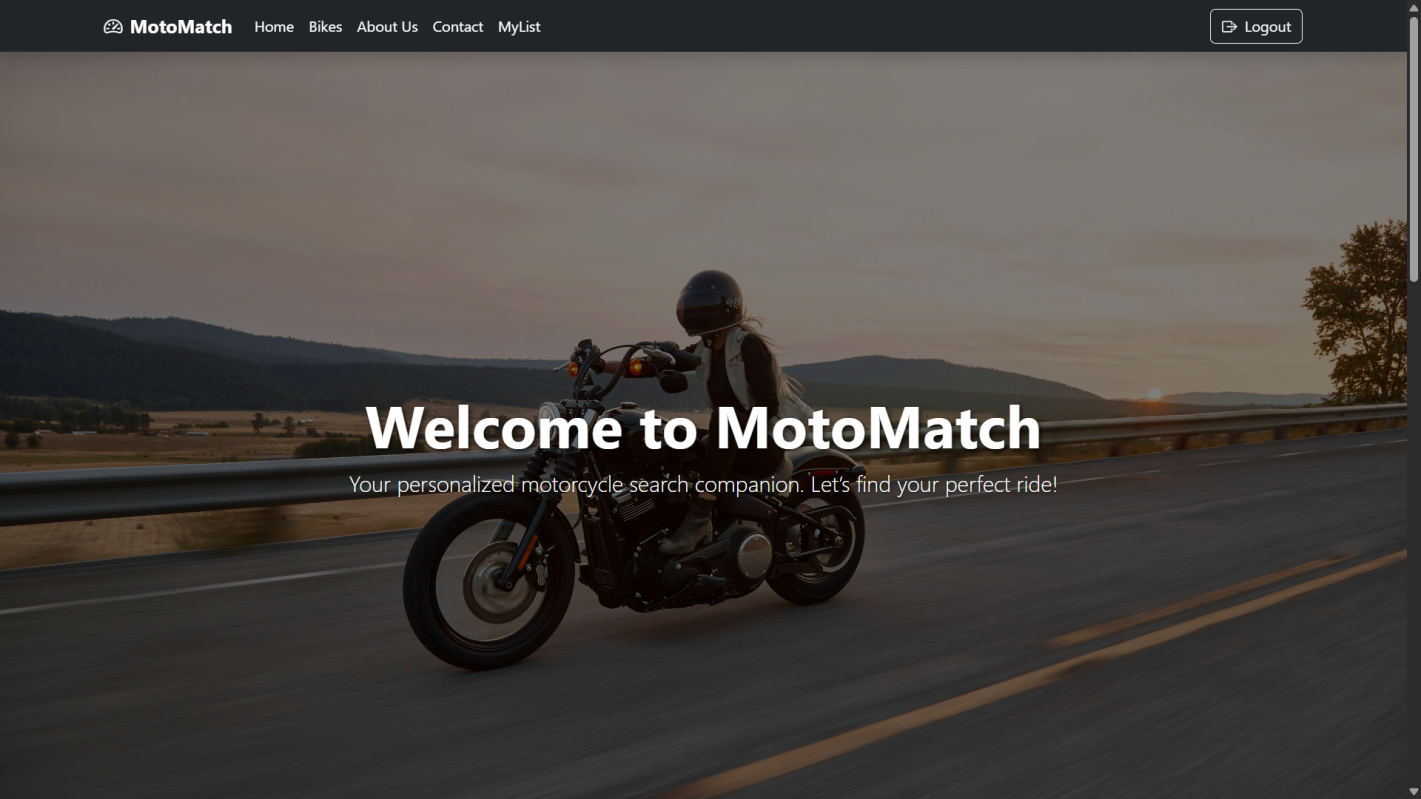 MotoMatch Home Bikes About Us Contact MyList Logout
Welcome to MotoMatch
Your personalized motorcycle search companion. Let’s find your perfect ride!